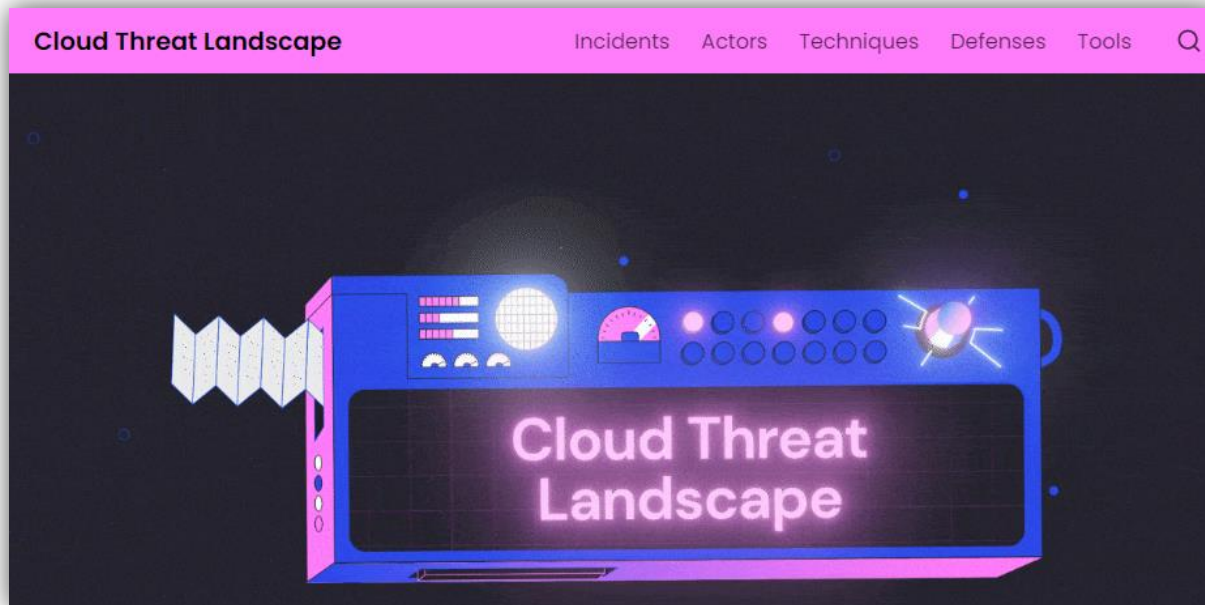 Cloud Threat Landscape
Incidents Actors Techniques Defenses Tools
Cloud Threat
Landscape